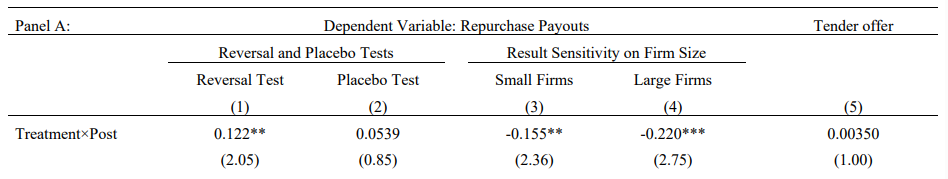 Panel A: Dependent Variable: Repurchase Payouts Tender offer
Reversal and Placebo Tests Result Sensitivity on Firm Size
Reversal Test Placebo Test Small Firms Large Firms
(1) (2) (3) (4) (5)
Treatment×Post 0.122** 0.0539 -0.155** -0.220*** 0.00350
(2.05) (0.85) (2.36) (2.75) (1.00)